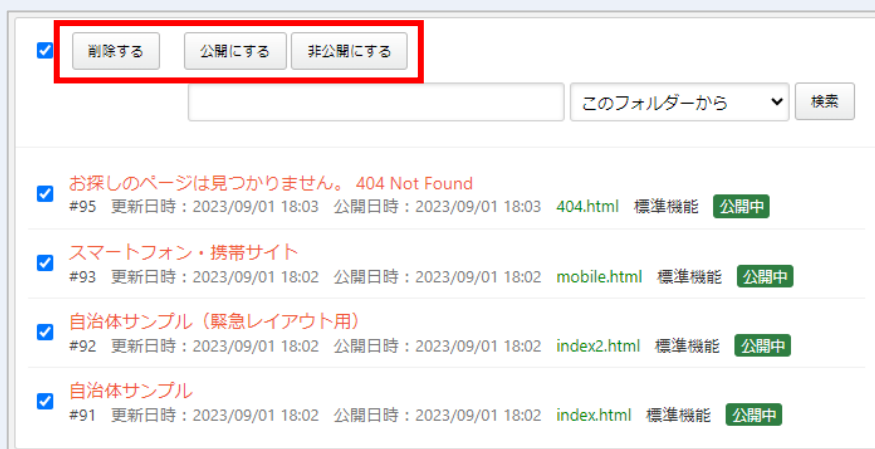 削除する 公開にする 非公開にする
このフォルダーから 検索
お探しのページは見つかりません。 404 Not Found
#95 更新日時：2023/09/01 18:03 公開日時：2023/09/01 18:03 404.html 標準機能 公開中
スマートフォン・携帯サイト
#93 更新日時：2023/09/01 18:02 公開日時：2023/09/01 18:02 mobile.html 標準機能 公開中
自治体サンプル（緊急レイアウト用）
#92 更新日時：2023/09/01 18:02 公開日時：2023/09/01 18:02 index2.html 標準機能 公開中
自治体サンプル
#91 更新日時：2023/09/01 18:02 公開日時：2023/09/01 18:02 index.html 標準機能 公開中